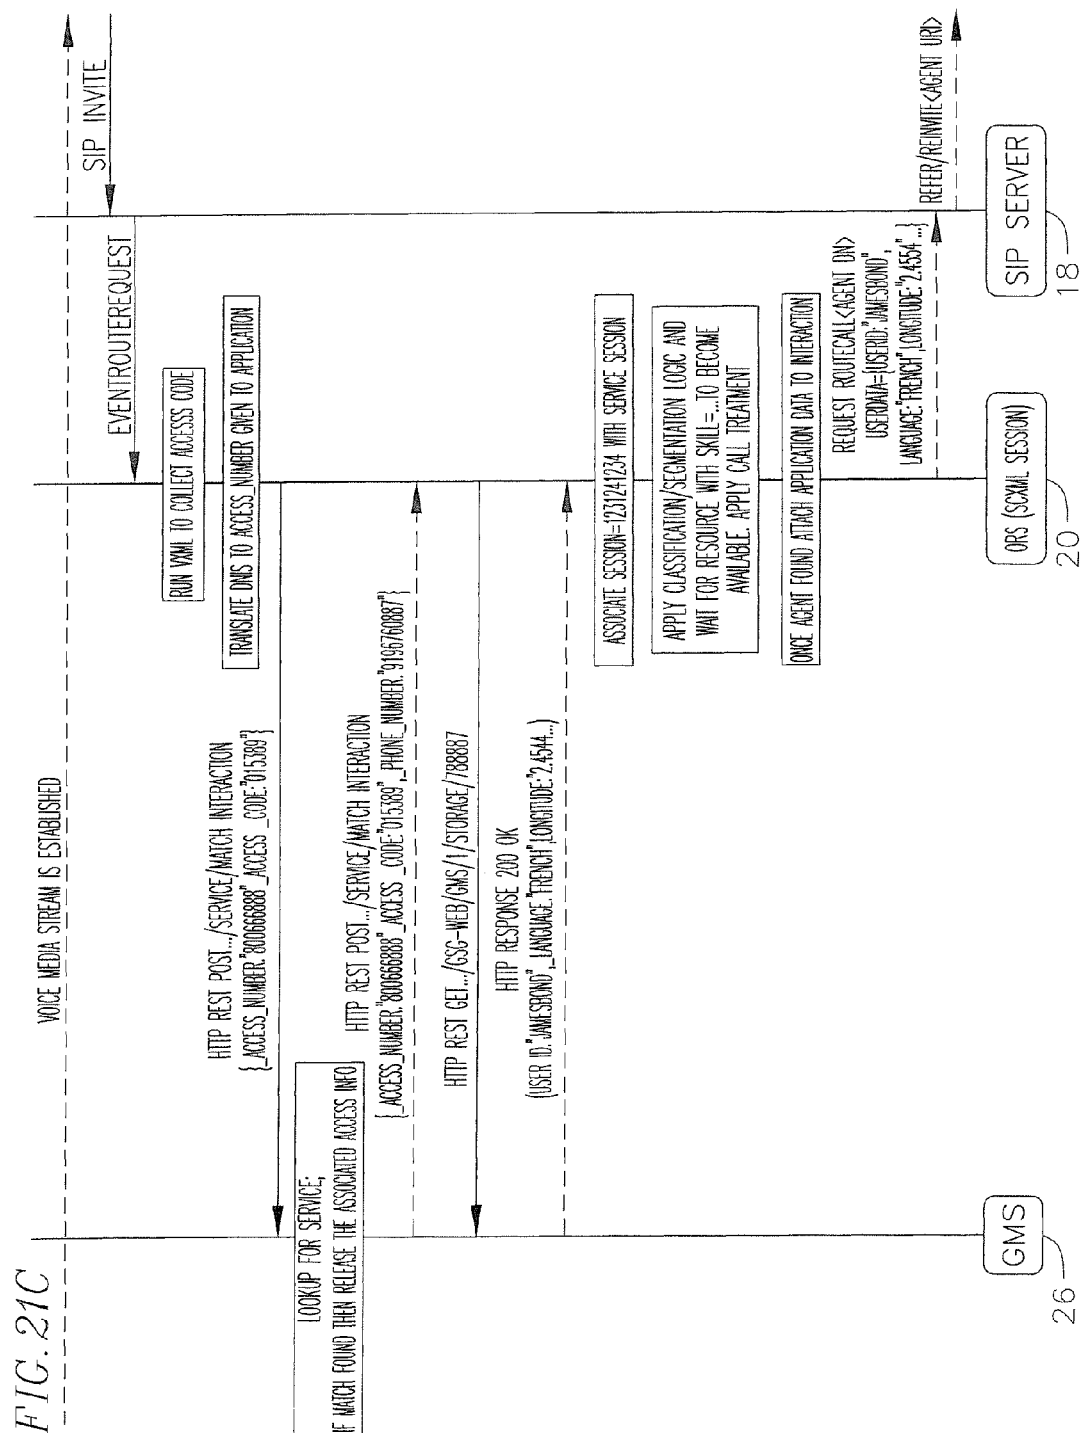 FIG. 21C
VOICE MEDIA STREAM IS ESTABLISHED
SIP INVITE
EVENTROUTEREQUEST
RUN VXML TO COLLECT ACCESSS CODE
TRANSLATE DNIS TO ACCESS_NUMBER GIVEN TO APPLICATION
HTTP REST POST.../SERVICE/MATCH INTERACTION
{_ACCESS_NUMBER."800666888"_ACCESS _CODE:"015389"}
LOOKUP FOR SERVICE;
IF MATCH FOUND THEN RELEASE THE ASSOCIATED ACCESS INFO
HTTP REST POST.../SERVICE/MATCH INTERACTION
{_ACCESS_NUMBER."800666888"_ACCESS _CODE:"015389",_PHONE_NUMBER."9196760887"}
HTTP REST GET.../GSG-WEB/GMS/1/STORAGE/788887
HTTP RESPONSE 200 OK
(USER ID."JAMESBOND",_LANGUAGE."FRENCH",LONGITUDE:"2.4544...)
ASSOCIATE SESSION=1231241234 WITH SERVICE SESSION
APPLY CLASSIFICATION/SEGMENTATION LOGIC AND
WAIT FOR RESOURCE WITH SKILL=...TO BECOME
AVAILABLE. APPLY CALL TREATMENT
ONCE AGENT FOUND ATTACH APPLICATION DATA TO INTERACTION
REQUEST ROUTECALL<AGENT DN>
USERDATA={USERID:"JAMESBOND",
LANGUAGE."FRENCH",LONGITUDE:"2.4554"...}
REFER/REINVITE<AGENT URI>
GMS
26
ORS (SCXML SESSION)
20
SIP SERVER
18